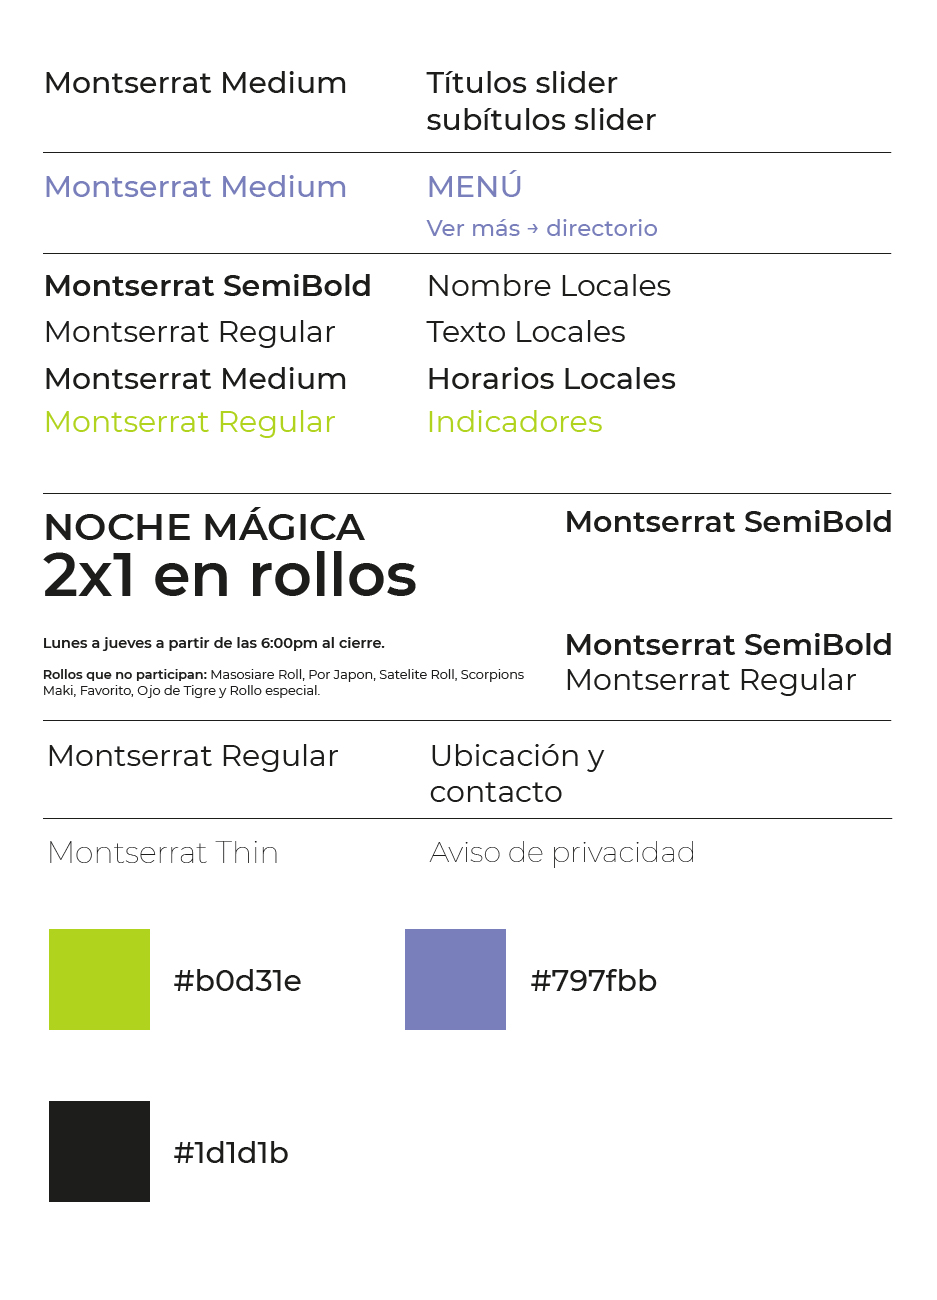 Montserrat Medium
Títulos slider
subítulos slider
Montserrat Medium
MENÚ
Ver más → directorio
Montserrat SemiBold
Nombre Locales
Montserrat Regular
Texto Locales
Montserrat Medium
Horarios Locales
Montserrat Regular
Indicadores
NOCHE MÁGICA
2x1 en rollos
Montserrat SemiBold
Lunes a jueves a partir de las 6:00pm al cierre.
Rollos que no participan: Masosiare Roll, Por Japon, Satelite Roll, Scorpions
Maki, Favorito, Ojo de Tigre y Rollo especial.
Montserrat SemiBold
Montserrat Regular
Montserrat Regular
Ubicación y
contacto
Montserrat Thin
Aviso de privacidad
#b0d31e
#797fbb
#1d1d1b